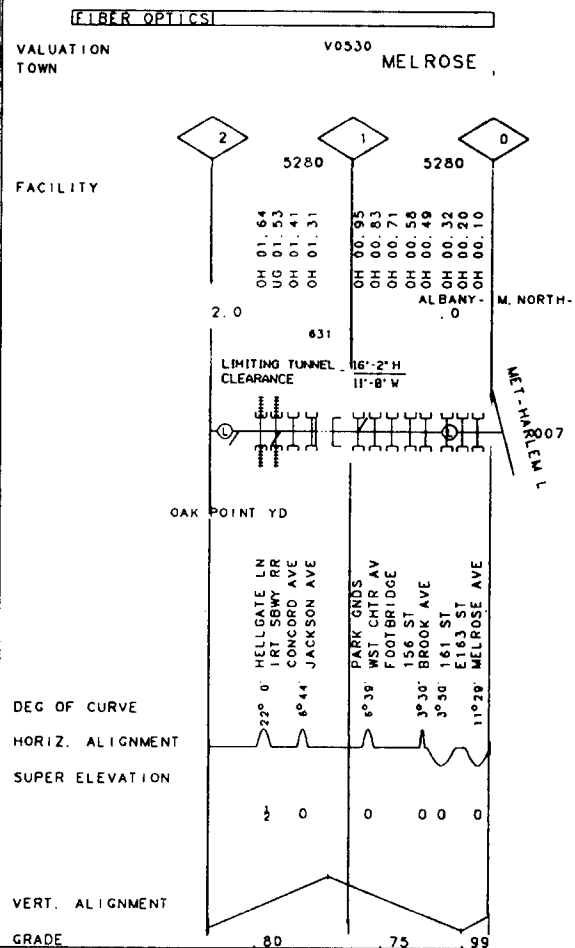 FIBER OPTICS
VALUATION V0530
TOWN MELROSE
2 1 0
5280 5280
FACILITY
OH 01.64
UG 01.53
OH 01.41
OH 01.31
OH 00.95
OH 00.83
OH 00.71
OH 00.58
OH 00.49
OH 00.32
OH 00.20
OH 00.10
ALBANY- M. NORTH-
2.0 .0
631
LIMITING TUNNEL 16'-2" H
CLEARANCE 11'-8" W
MET-HARLEM L
007
L
OAK POINT YD
HELLGATE LN
IRT SBWY RR
CONCORD AVE
JACKSON AVE
PARK GNDS
WST CHTR AV
FOOTBRIDGE
156 ST
BROOK AVE
161 ST
E163 ST
MELROSE AVE
DEG OF CURVE 22° 0' 6°44' 6°39' 3°30' 3°50' 11°29'
HORIZ. ALIGNMENT
SUPER ELEVATION
½ 0 0 0 0 0
VERT. ALIGNMENT
GRADE .80 .75 .99